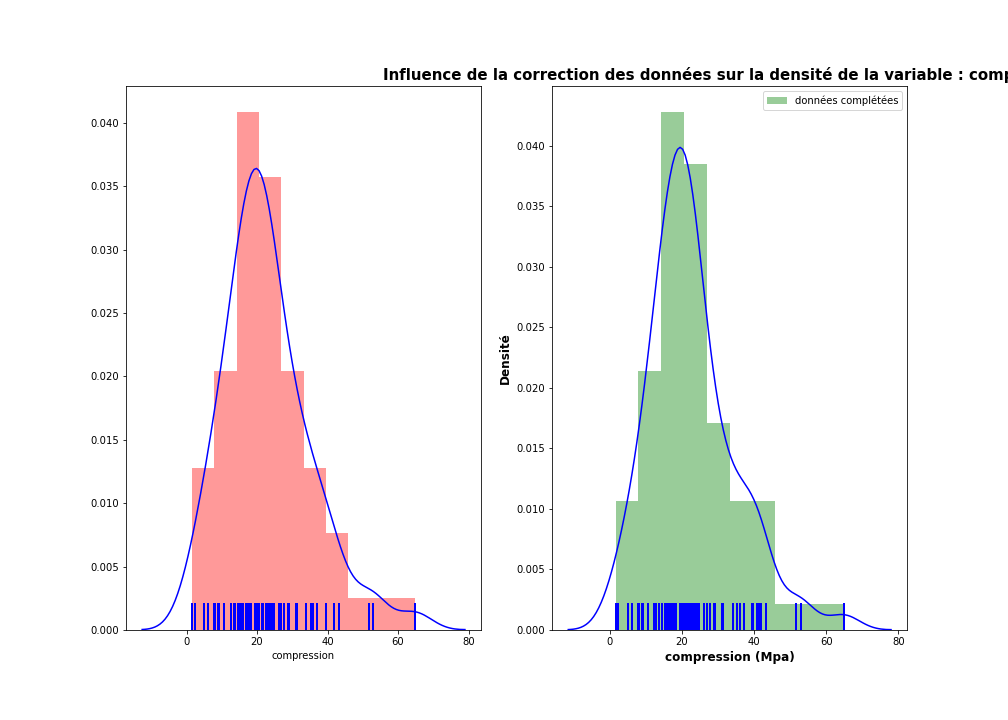 Influence de la correction des données sur la densité de la variable : comp
0.040
0.035
0.030
0.025
0.020
0.015
0.010
0.005
0.000
0 20 40 60 80
compression
données complétées
Densité
0.040
0.035
0.030
0.025
0.020
0.015
0.010
0.005
0.000
0 20 40 60 80
compression (Mpa)